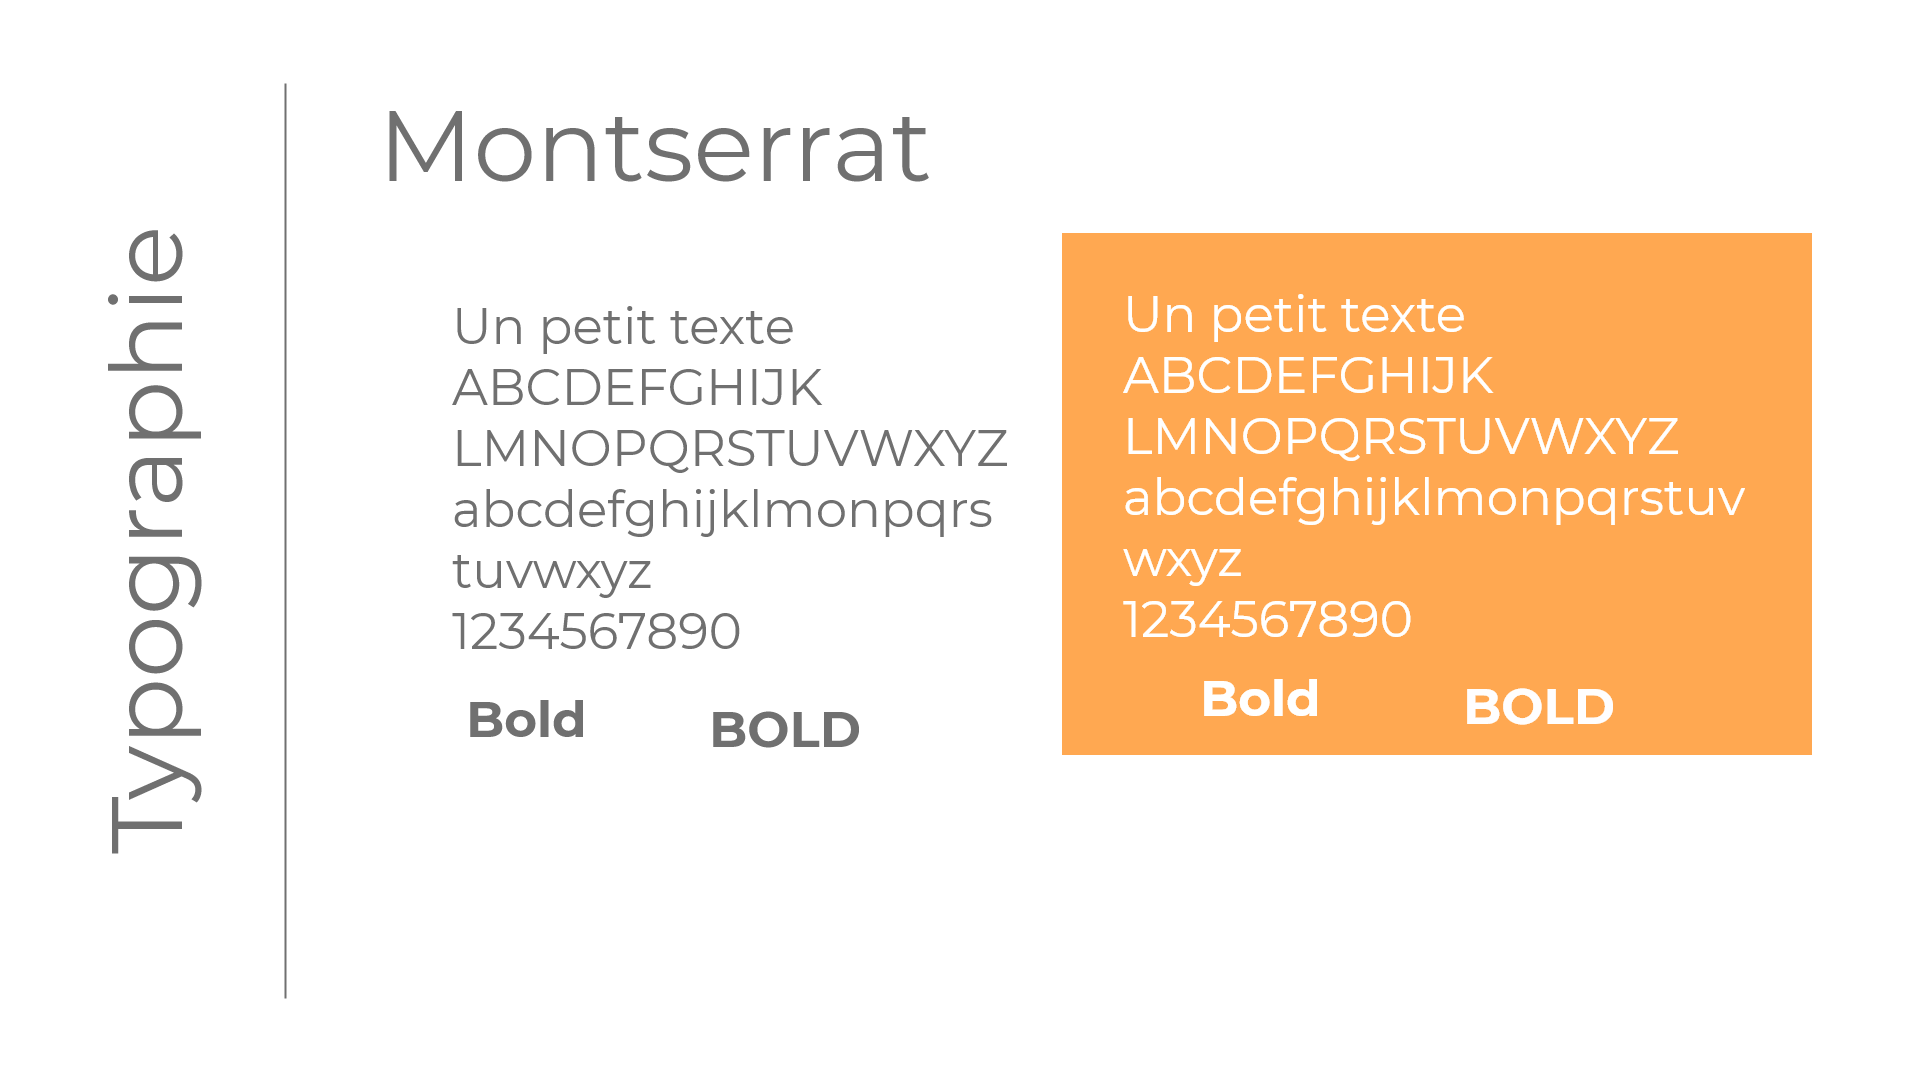 Typographie
Montserrat
Un petit texte
ABCDEFGHIJK
LMNOPQRSTUVWXYZ
abcdefghijklmonpqrs
tuvwxyz
1234567890
Bold BOLD
Un petit texte
ABCDEFGHIJK
LMNOPQRSTUVWXYZ
abcdefghijklmonpqrstuv
wxyz
1234567890
Bold BOLD